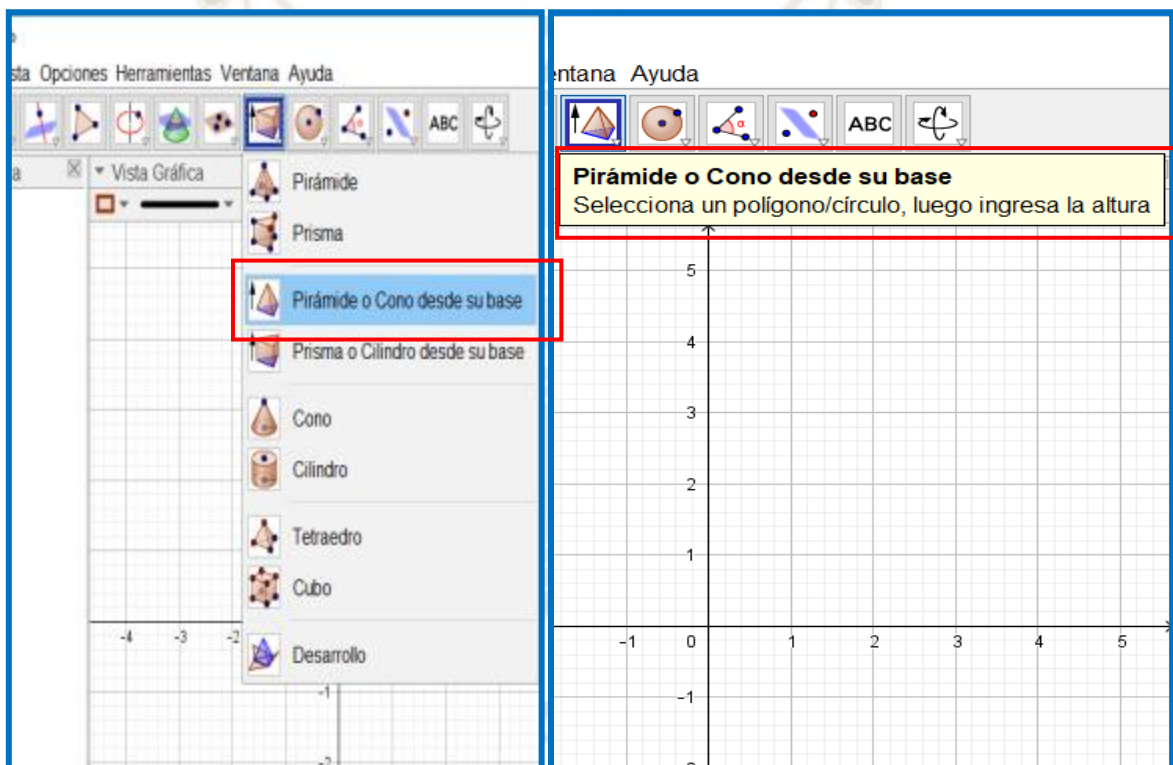 sta Opciones Herramientas Ventana Ayuda
ABC
a
Vista Gráfica
Pirámide
Prisma
Pirámide o Cono desde su base
Prisma o Cilindro desde su base
Cono
Cilindro
Tetraedro
Cubo
Desarrollo
-4 -3 -2
-1
-2
entana Ayuda
ABC
Pirámide o Cono desde su base
Selecciona un polígono/círculo, luego ingresa la altura
5
4
3
2
1
-1 0 1 2 3 4 5
-1